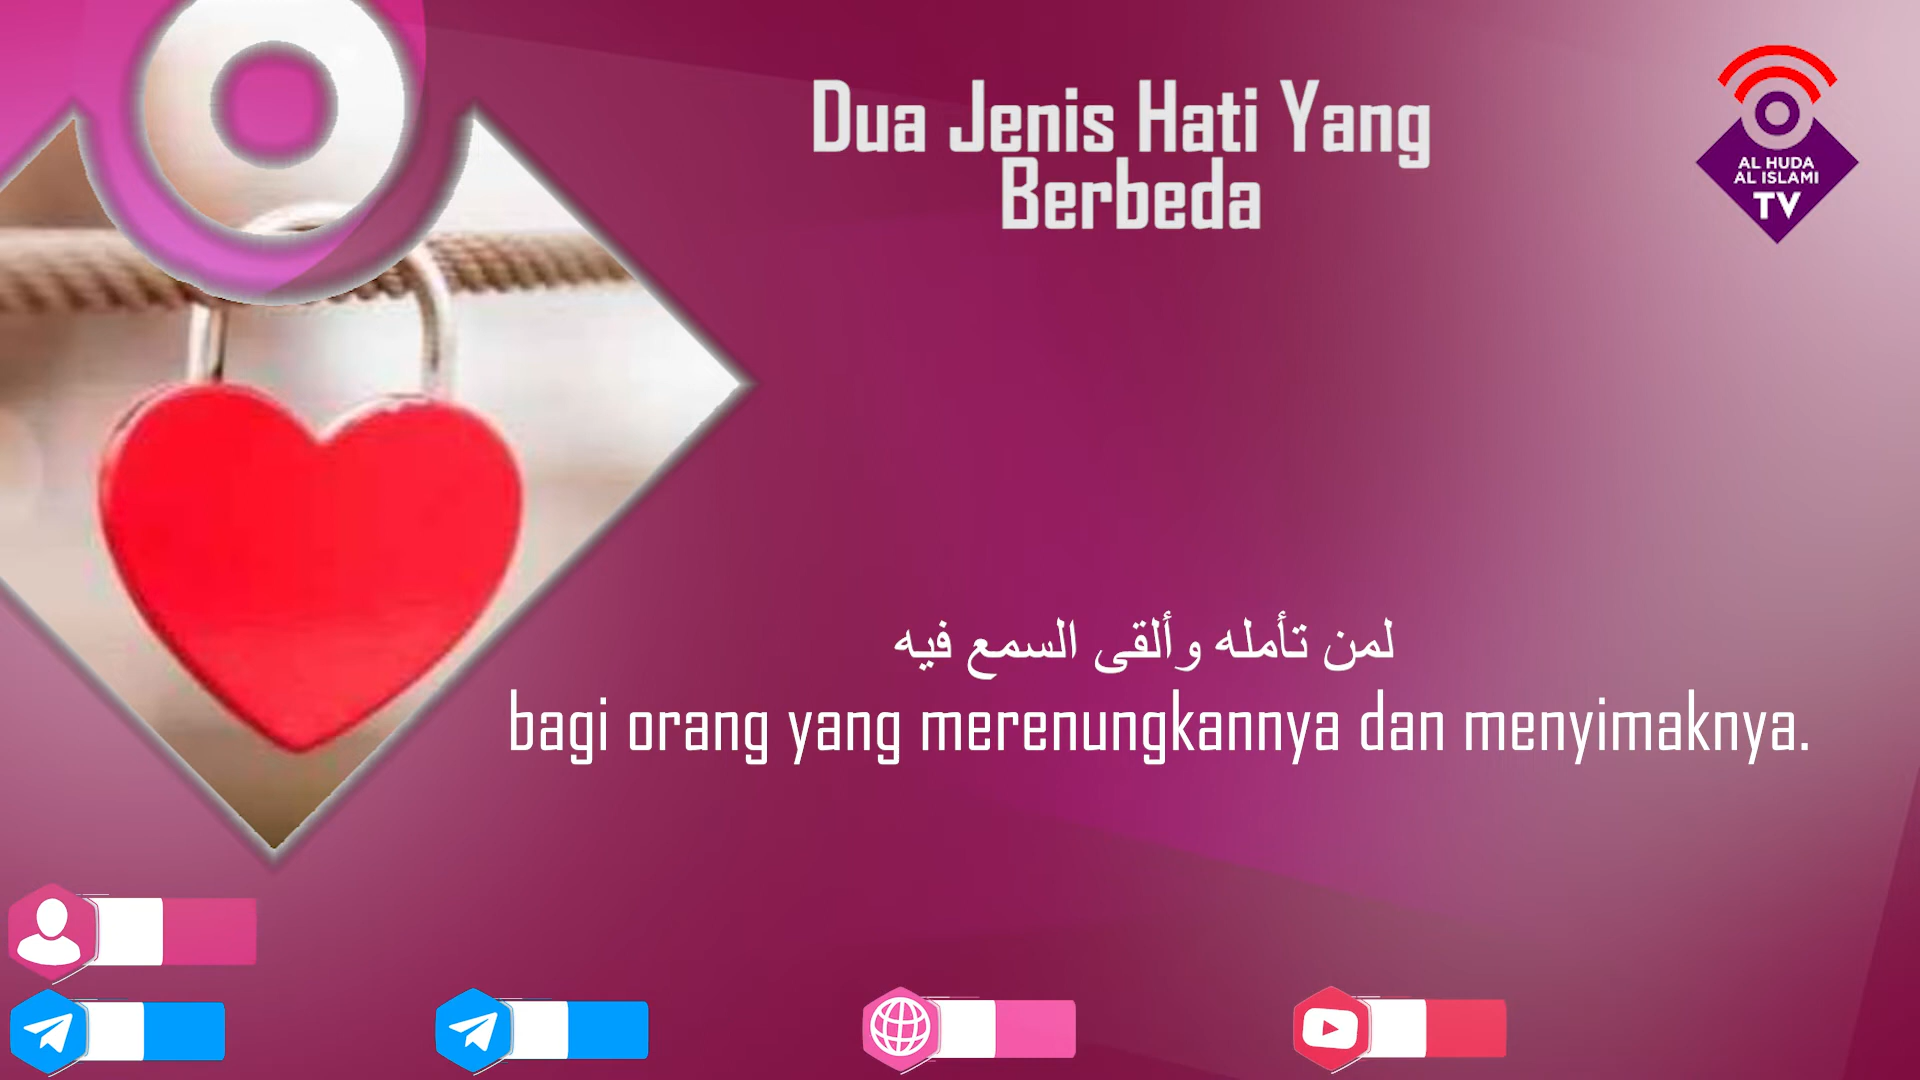 Dua Jenis Hati Yang
Berbeda
AL HUDA
AL ISLAMI
TV
لمن تأمله وألقى السمع فيه
bagi orang yang merenungkannya dan menyimaknya.